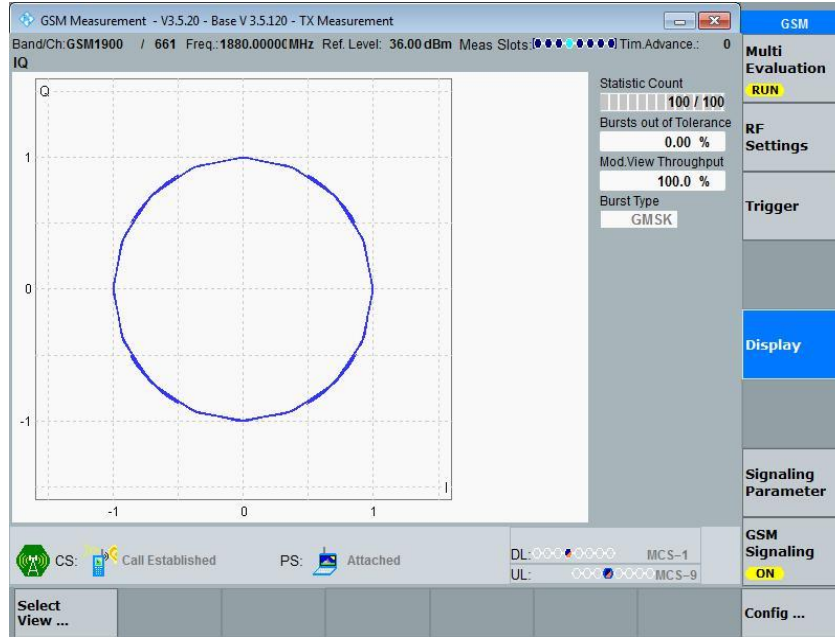 GSM Measurement - V3.5.20 - Base V 3.5.120 - TX Measurement
GSM
Band/Ch:GSM1900 / 661 Freq.:1880.0000(MHz Ref. Level: 36.00 dBm Meas Slots: Tim.Advance.: 0
IQ
Multi
Evaluation
RUN
Statistic Count
100 / 100
Bursts out of Tolerance
0.00 %
Mod.View Throughput
100.0 %
Burst Type
GMSK
RF
Settings
Trigger
Display
Signaling
Parameter
GSM
Signaling
ON
Config ...
Q
1
0
-1
I
-1 0 1
CS: Call Established PS: Attached
DL: MCS-1
UL: MCS-9
Select
View ...